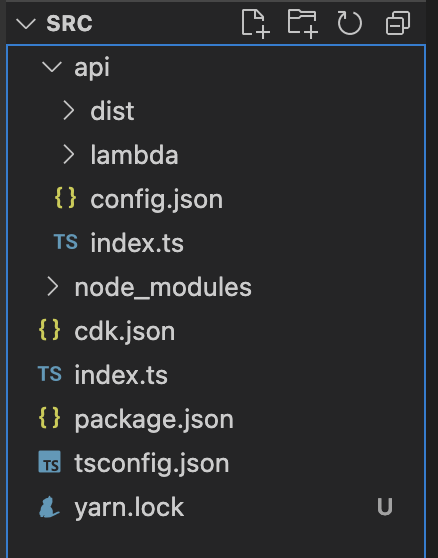 SRC
api
dist
lambda
{} config.json
TS index.ts
node_modules
{} cdk.json
TS index.ts
{} package.json
TS tsconfig.json
yarn.lock U